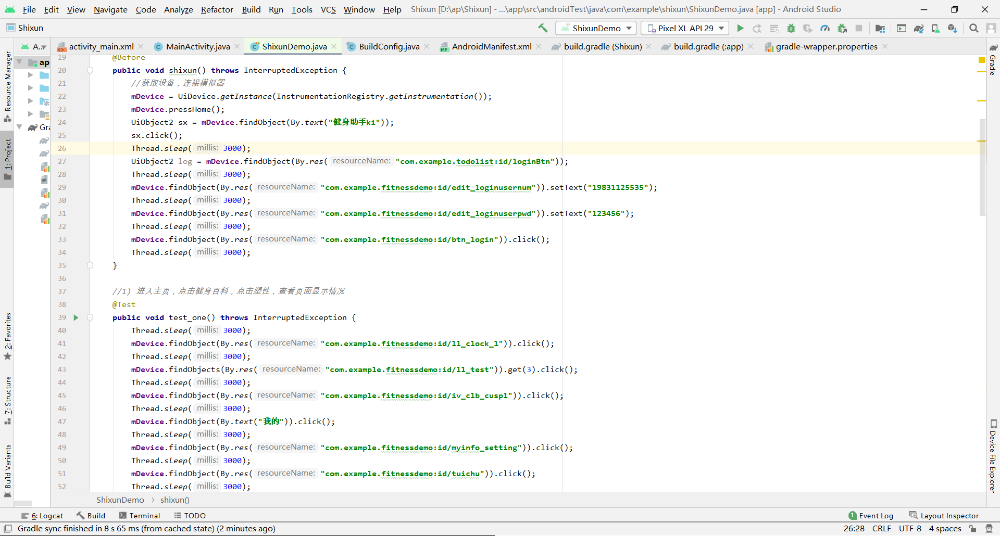 File Edit View Navigate Code Analyze Refactor Build Run Tools VCS Window Help Shixun [D:\ap\Shixun] - ...\app\src\androidTest\java\com\example\shixun\ShixunDemo.java [app] - Android Studio
Shixun ShixunDemo Pixel XL API 29
A... activity_main.xml MainActivity.java ShixunDemo.java BuildConfig.java AndroidManifest.xml build.gradle (Shixun) build.gradle (:app) gradle-wrapper.properties
Resource Manager
1: Project
2: Favorites
7: Structure
Build Variants
ap
Gra
19 @Before
20 public void shixun() throws InterruptedException {
21 //获取设备，连接模拟器
22 mDevice = UiDevice.getInstance(InstrumentationRegistry.getInstrumentation());
23 mDevice.pressHome();
24 UiObject2 sx = mDevice.findObject(By.text("健身助手ki"));
25 sx.click();
26 Thread.sleep( millis: 3000);
27 UiObject2 log = mDevice.findObject(By.res( resourceName: "com.example.todolist:id/loginBtn"));
28 Thread.sleep( millis: 3000);
29 mDevice.findObject(By.res( resourceName: "com.example.fitnessdemo:id/edit_loginusernum")).setText("19831125535");
30 Thread.sleep( millis: 3000);
31 mDevice.findObject(By.res( resourceName: "com.example.fitnessdemo:id/edit_loginuserpwd")).setText("123456");
32 Thread.sleep( millis: 3000);
33 mDevice.findObject(By.res( resourceName: "com.example.fitnessdemo:id/btn_login")).click();
34 Thread.sleep( millis: 3000);
35 }
36
37 //1) 进入主页，点击健身百科，点击塑性，查看页面显示情况
38 @Test
39 public void test_one() throws InterruptedException {
40 Thread.sleep( millis: 3000);
41 mDevice.findObject(By.res( resourceName: "com.example.fitnessdemo:id/ll_clock_1")).click();
42 Thread.sleep( millis: 3000);
43 mDevice.findObjects(By.res( resourceName: "com.example.fitnessdemo:id/ll_test")).get(3).click();
44 Thread.sleep( millis: 3000);
45 mDevice.findObject(By.res( resourceName: "com.example.fitnessdemo:id/iv_clb_cusp1")).click();
46 Thread.sleep( millis: 3000);
47 mDevice.findObject(By.text("我的")).click();
48 Thread.sleep( millis: 3000);
49 mDevice.findObject(By.res( resourceName: "com.example.fitnessdemo:id/myinfo_setting")).click();
50 Thread.sleep( millis: 3000);
51 mDevice.findObject(By.res( resourceName: "com.example.fitnessdemo:id/tuichu")).click();
52 Thread.sleep( millis: 3000);
Gradle
Device File Explorer
ShixunDemo › shixun()
6: Logcat Build Terminal TODO 1 Event Log Layout Inspector
Gradle sync finished in 8 s 65 ms (from cached state) (2 minutes ago) 26:28 CRLF UTF-8 4 spaces